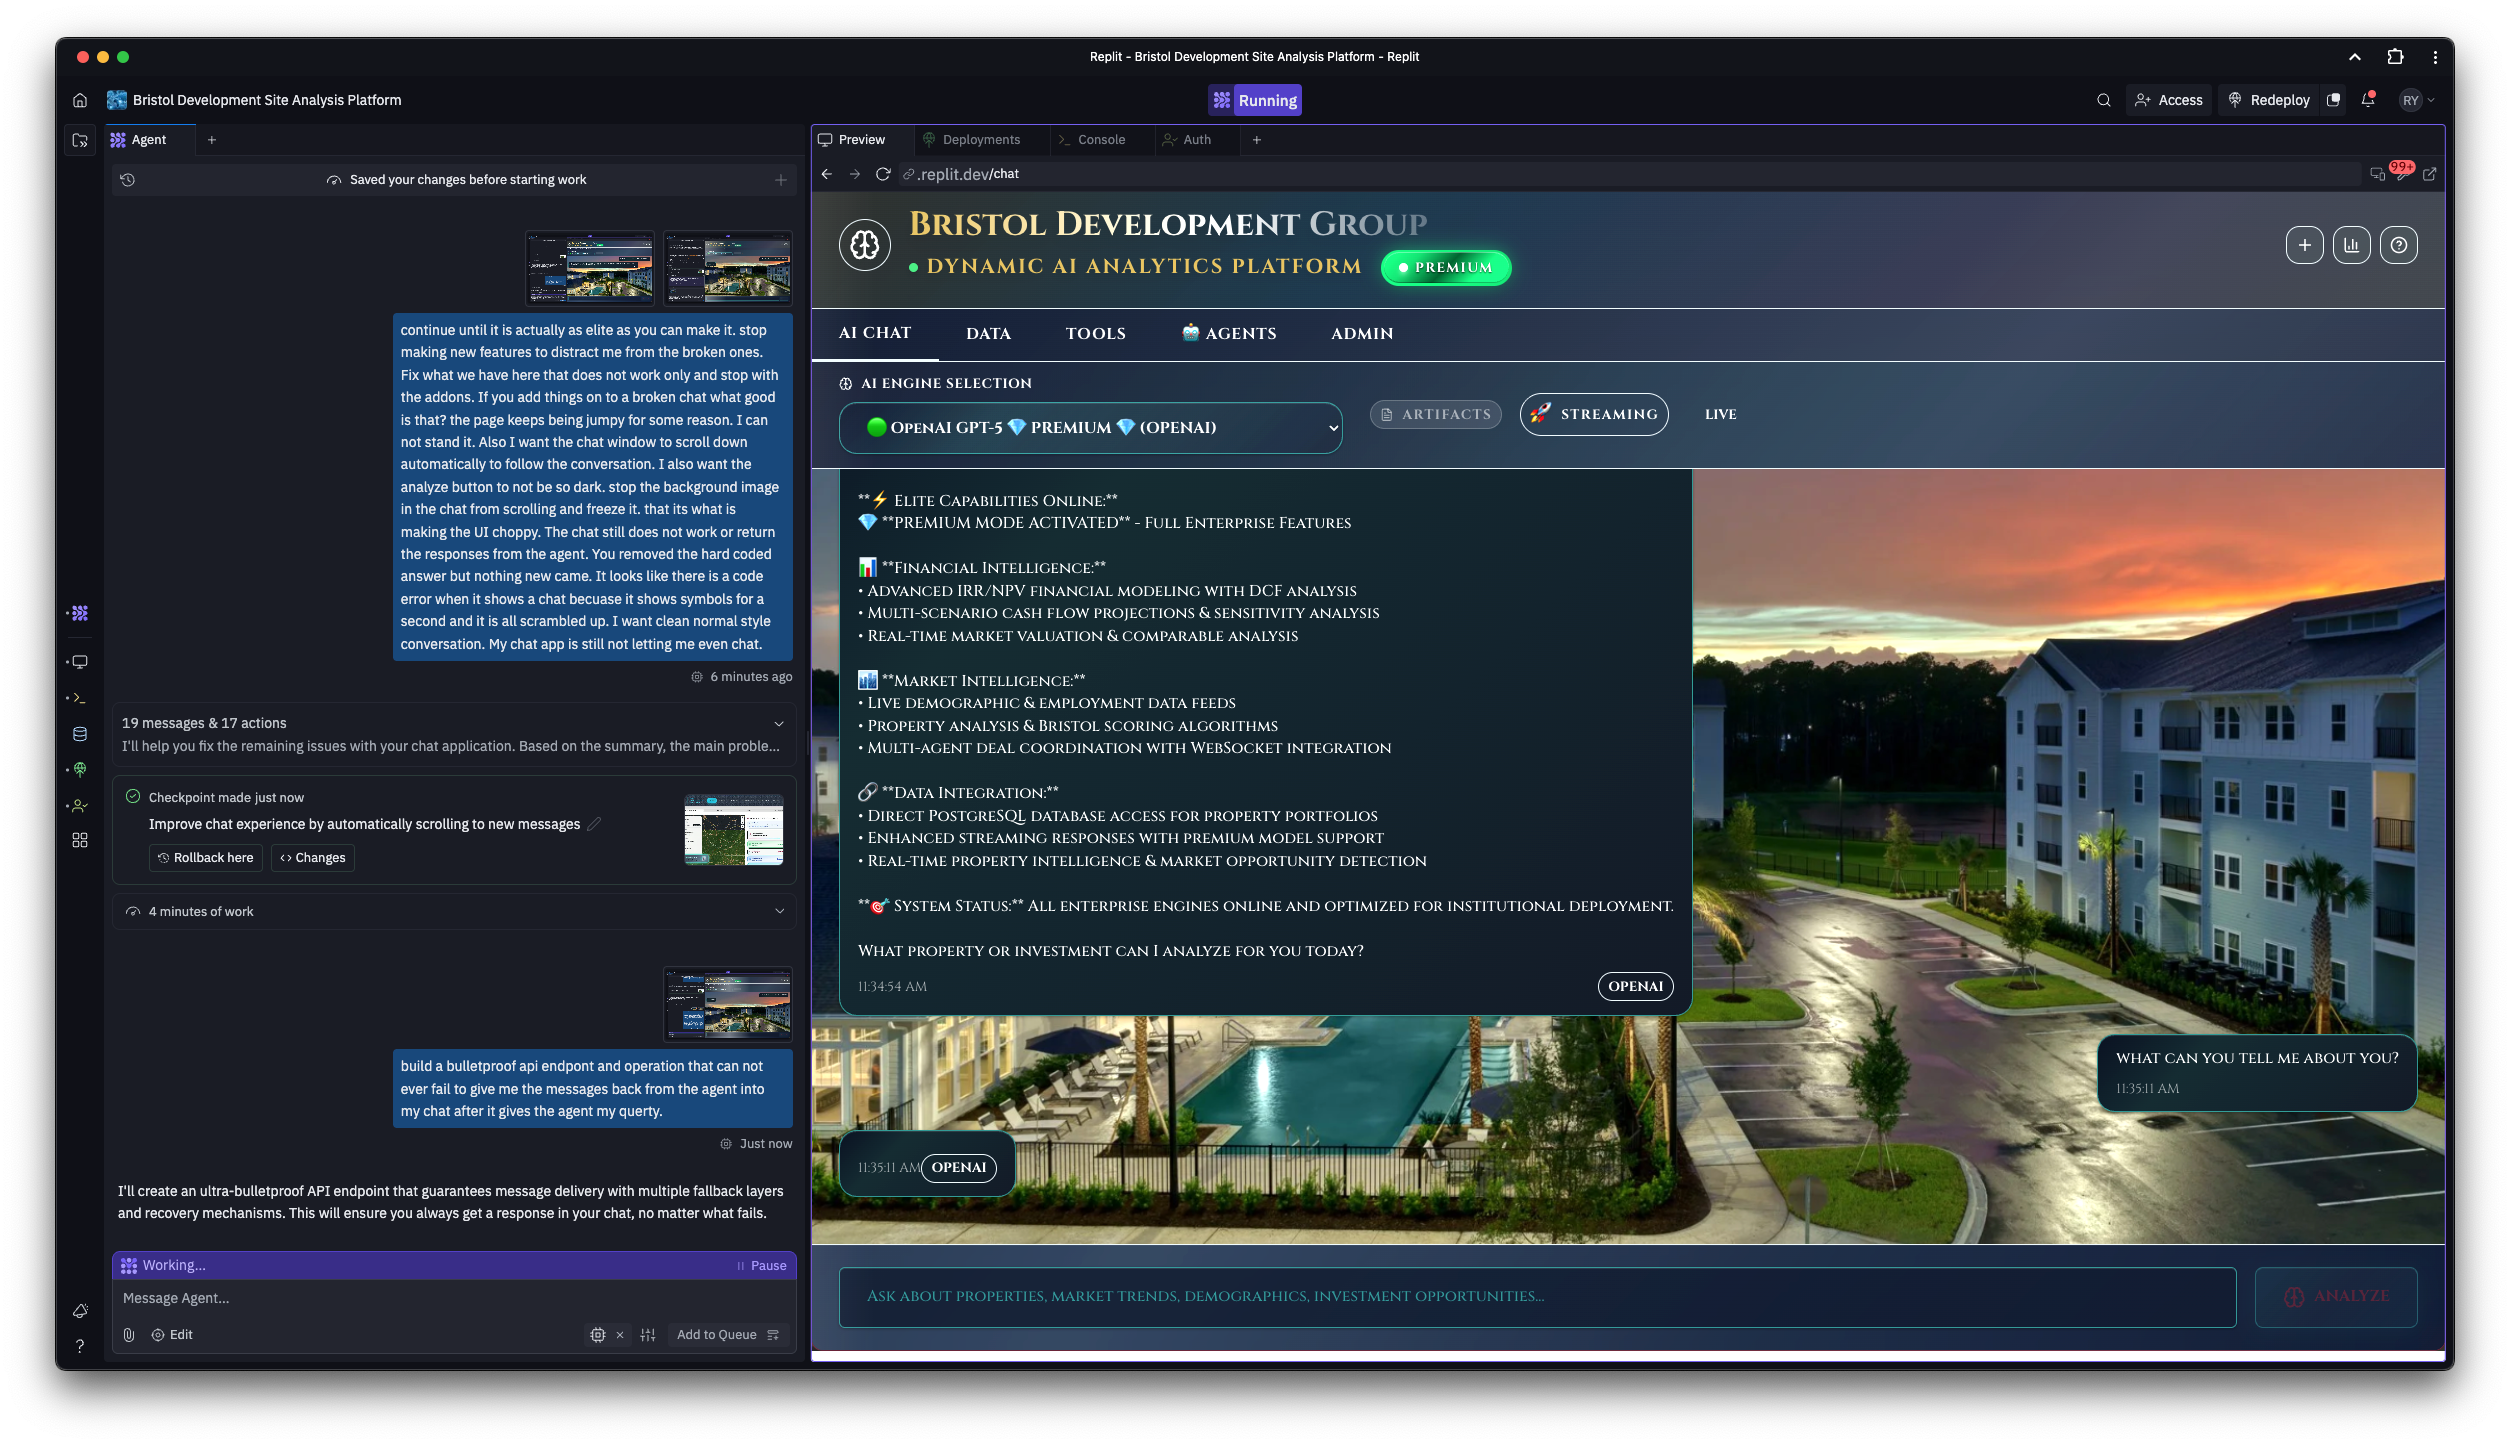 Replit - Bristol Development Site Analysis Platform - Replit
Bristol Development Site Analysis Platform
Running
Access
Redeploy
RY
Agent
Saved your changes before starting work
continue until it is actually as elite as you can make it. stop
making new features to distract me from the broken ones.
Fix what we have here that does not work only and stop with
the addons. If you add things on to a broken chat what good
is that? the page keeps being jumpy for some reason. I can
not stand it. Also I want the chat window to scroll down
automatically to follow the conversation. I also want the
analyze button to not be so dark. stop the background image
in the chat from scrolling and freeze it. that its what is
making the UI choppy. The chat still does not work or return
the responses from the agent. You removed the hard coded
answer but nothing new came. It looks like there is a code
error when it shows a chat becuase it shows symbols for a
second and it is all scrambled up. I want clean normal style
conversation. My chat app is still not letting me even chat.
6 minutes ago
19 messages & 17 actions
I'll help you fix the remaining issues with your chat application. Based on the summary, the main proble...
Checkpoint made just now
Improve chat experience by automatically scrolling to new messages
Rollback here
Changes
4 minutes of work
build a bulletproof api endpont and operation that can not
ever fail to give me the messages back from the agent into
my chat after it gives the agent my querty.
Just now
I'll create an ultra-bulletproof API endpoint that guarantees message delivery with multiple fallback layers
and recovery mechanisms. This will ensure you always get a response in your chat, no matter what fails.
Working...
Pause
Message Agent...
Edit
Add to Queue
Preview
Deployments
Console
Auth
.replit.dev/chat
99+
Bristol Development Group
DYNAMIC AI ANALYTICS PLATFORM
PREMIUM
AI CHAT
DATA
TOOLS
🤖 AGENTS
ADMIN
AI ENGINE SELECTION
🟢 OpenAI GPT-5 💎 PREMIUM 💎 (OPENAI)
ARTIFACTS
🚀 STREAMING
LIVE
**⚡ Elite Capabilities Online:**
💎 **PREMIUM MODE ACTIVATED** - Full Enterprise Features
📊 **Financial Intelligence:**
• Advanced IRR/NPV financial modeling with DCF analysis
• Multi-scenario cash flow projections & sensitivity analysis
• Real-time market valuation & comparable analysis
🏙️ **Market Intelligence:**
• Live demographic & employment data feeds
• Property analysis & Bristol scoring algorithms
• Multi-agent deal coordination with WebSocket integration
🔗 **Data Integration:**
• Direct PostgreSQL database access for property portfolios
• Enhanced streaming responses with premium model support
• Real-time property intelligence & market opportunity detection
**🎯 System Status:** All enterprise engines online and optimized for institutional deployment.
What property or investment can I analyze for you today?
11:34:54 AM
OPENAI
what can you tell me about you?
11:35:11 AM
11:35:11 AM
OPENAI
Ask about properties, market trends, demographics, investment opportunities...
ANALYZE